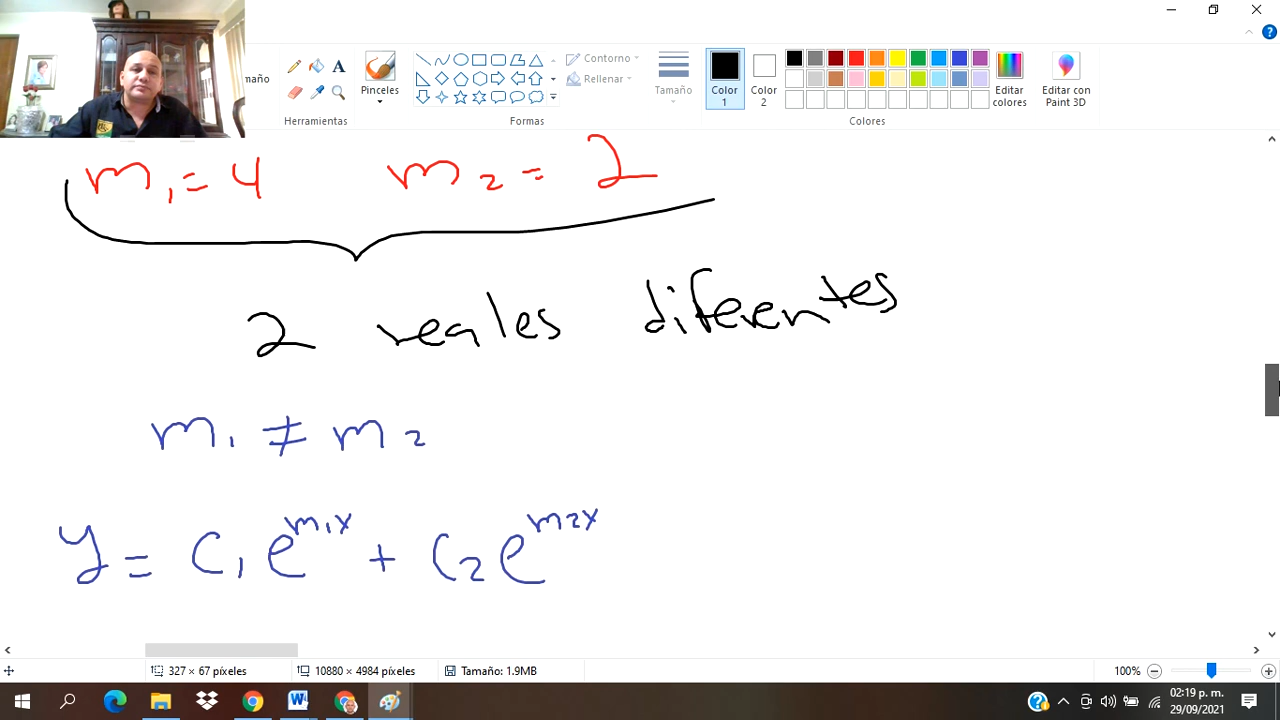 maño
Herramientas
Pinceles
Formas
Contorno
Rellenar
Tamaño
Color 1
Color 2
Colores
Editar colores
Editar con Paint 3D
m₁ = 4 m₂ = 2
2 reales difeentes
m₁ ≠ m₂
y = C₁e^{m₁x} + C₂e^{m₂x}
327 × 67 píxeles
10880 × 4984 píxeles
Tamaño: 1.9MB
100%
02:19 p. m.
29/09/2021